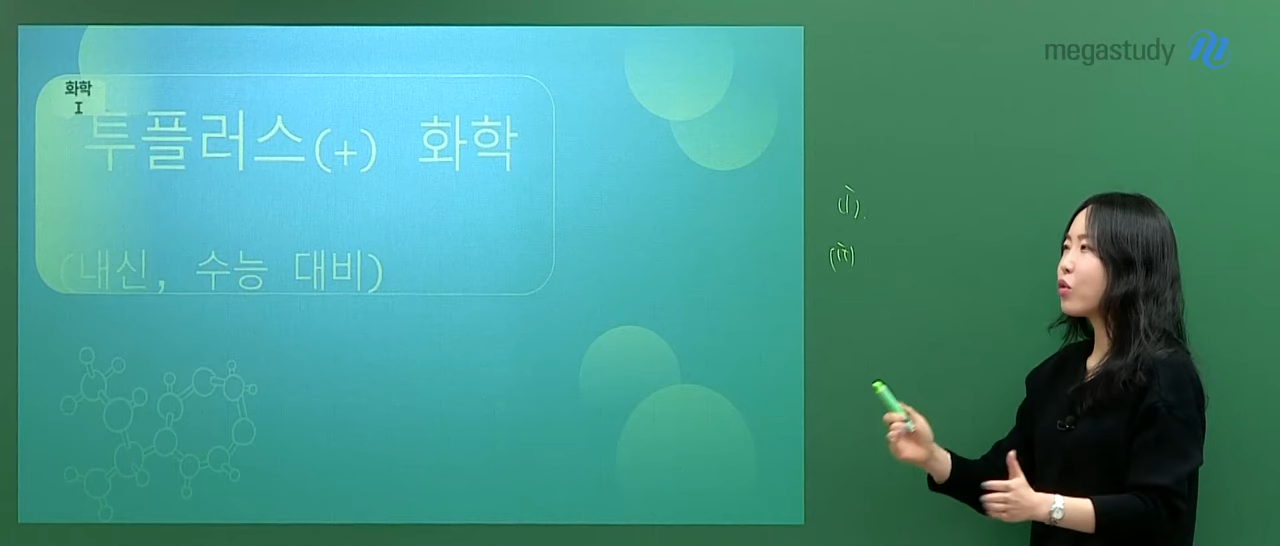 megastudy
화학
I
투플러스(+) 화학
(내신, 수능 대비)
(i).
(ii)